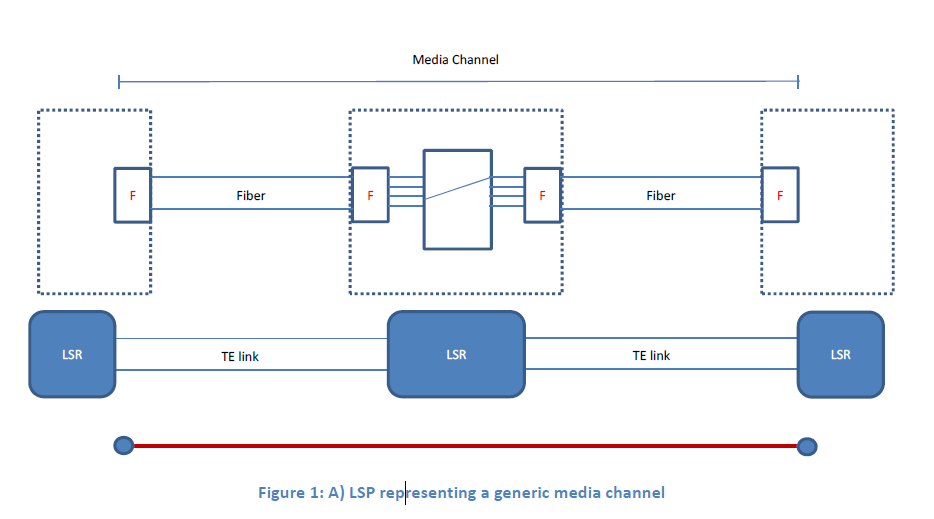 Media Channel
F Fiber F F Fiber F
LSR TE link LSR TE link LSR
Figure 1: A) LSP representing a generic media channel